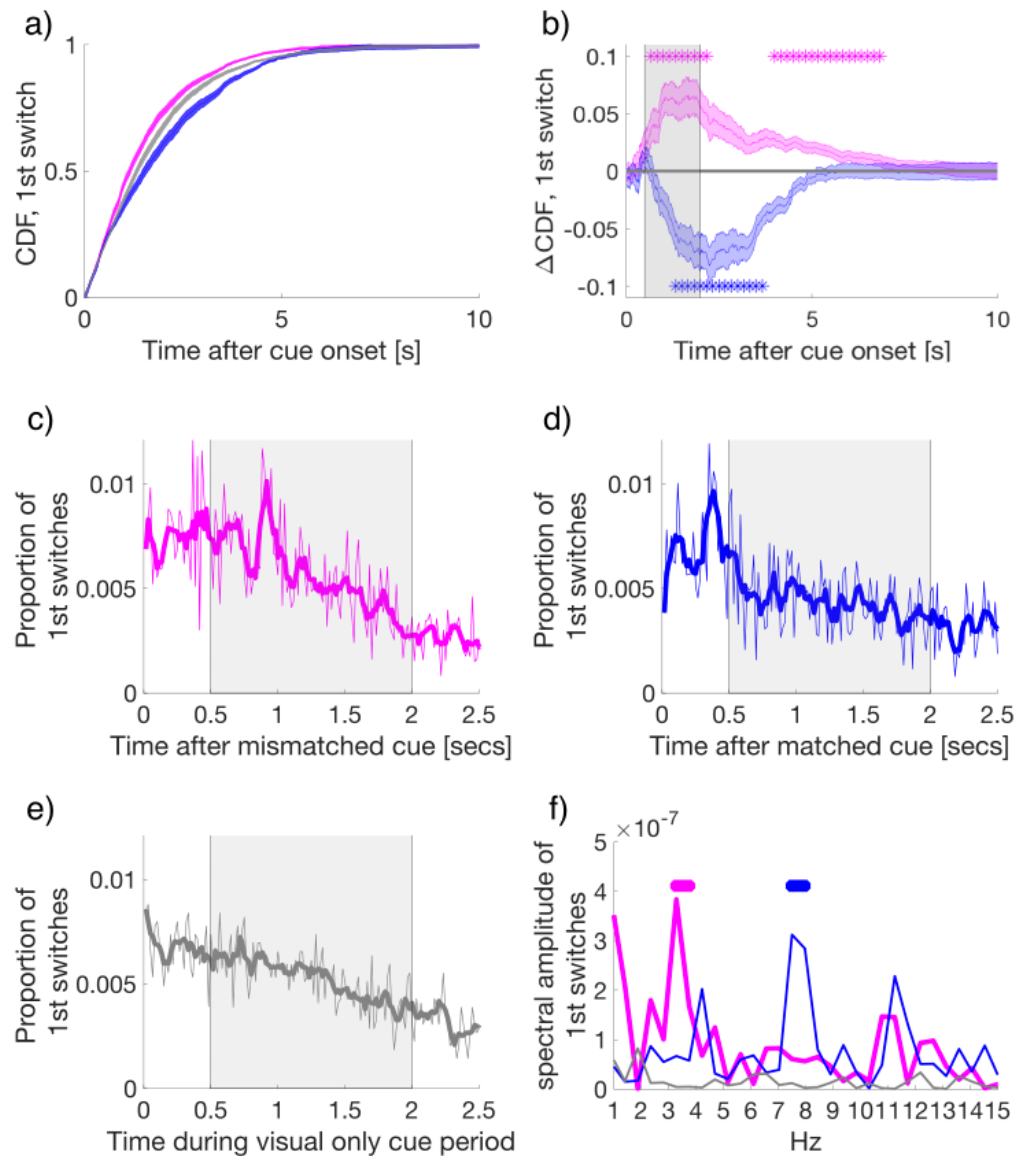 a)
CDF, 1st switch
1
0.5
0
0
5
10
Time after cue onset [s]
b)
ΔCDF, 1st switch
0.1
0.05
0
-0.05
-0.1
0
5
10
Time after cue onset [s]
c)
Proportion of
1st switches
0.01
0.005
0
0
0.5
1
1.5
2
2.5
Time after mismatched cue [secs]
d)
Proportion of
1st switches
0.01
0.005
0
0
0.5
1
1.5
2
2.5
Time after matched cue [secs]
e)
Proportion of
1st switches
0.01
0.005
0
0
0.5
1
1.5
2
2.5
Time during visual only cue period
f)
spectral amplitude of
1st switches
×10-7
5
4
3
2
1
0
1 2 3 4 5 6 7 8 9 10 11 12 13 14 15
Hz